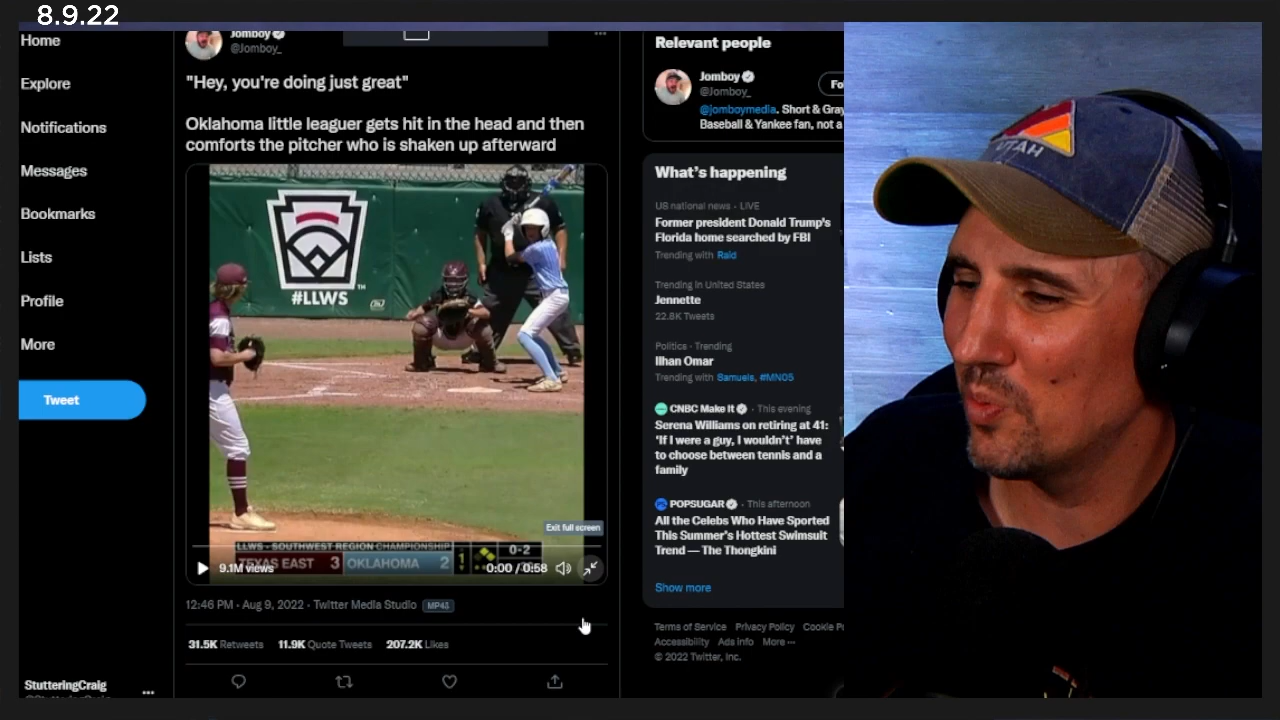 8.9.22
Home
Explore
Notifications
Messages
Bookmarks
Lists
Profile
More
Tweet
StutteringCraig
Jomboy
@Jomboy_
"Hey, you're doing just great"
Oklahoma little leaguer gets hit in the head and then
comforts the pitcher who is shaken up afterward
#LLWS
Exit full screen
LLWS - SOUTHWEST REGION CHAMPIONSHIP
TEXAS EAST 3 OKLAHOMA 2 1 0-2
9.1M views
0:00 / 0:58
12:46 PM · Aug 9, 2022 · Twitter Media Studio
31.5K Retweets 11.9K Quote Tweets 207.2K Likes
Relevant people
Jomboy
@Jomboy_
Fo
@jomboymedia. Short & Gray
Baseball & Yankee fan, not a
What's happening
US national news · LIVE
Former president Donald Trump's
Florida home searched by FBI
Trending with Raid
Trending in United States
Jennette
22.8K Tweets
Politics · Trending
Ilhan Omar
Trending with Samuels, #MN05
CNBC Make It · This evening
Serena Williams on retiring at 41:
'If I were a guy, I wouldn't' have
to choose between tennis and a
family
POPSUGAR · This afternoon
All the Celebs Who Have Sported
This Summer's Hottest Swimsuit
Trend — The Thongkini
Show more
Terms of Service Privacy Policy Cookie Po
Accessibility Ads info More ···
© 2022 Twitter, Inc.
UTAH